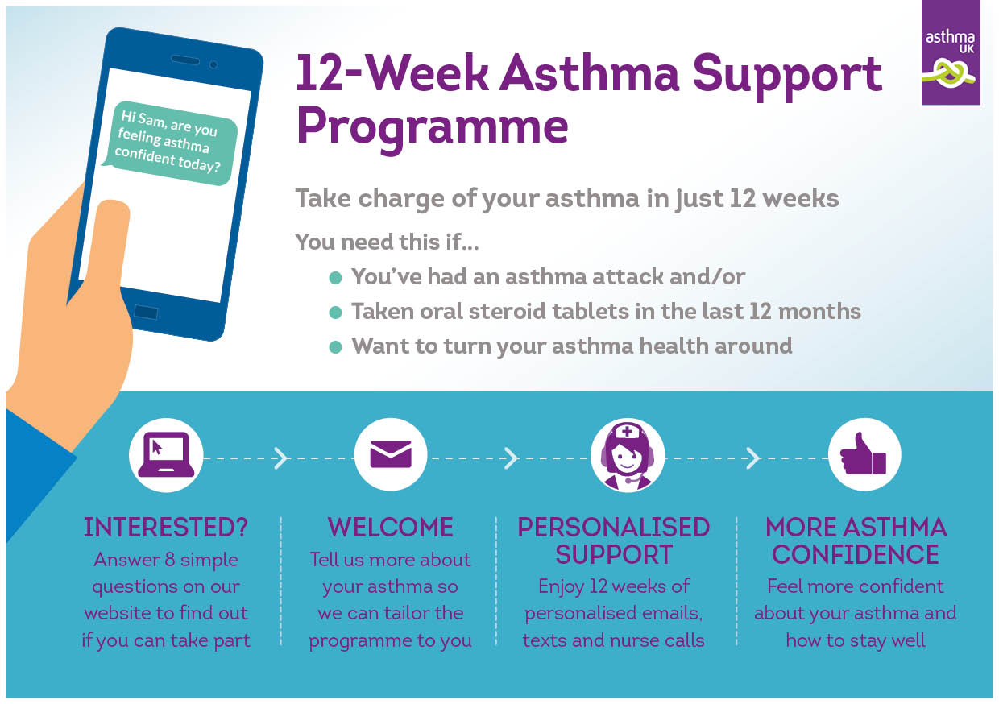 asthma
UK
12-Week Asthma Support
Programme
Hi Sam, are you
feeling asthma
confident today?
Take charge of your asthma in just 12 weeks
You need this if...
You've had an asthma attack and/or
Taken oral steroid tablets in the last 12 months
Want to turn your asthma health around
INTERESTED?
Answer 8 simple
questions on our
website to find out
if you can take part
WELCOME
Tell us more about
your asthma so
we can tailor the
programme to you
PERSONALISED
SUPPORT
Enjoy 12 weeks of
personalised emails,
texts and nurse calls
MORE ASTHMA
CONFIDENCE
Feel more confident
about your asthma and
how to stay well